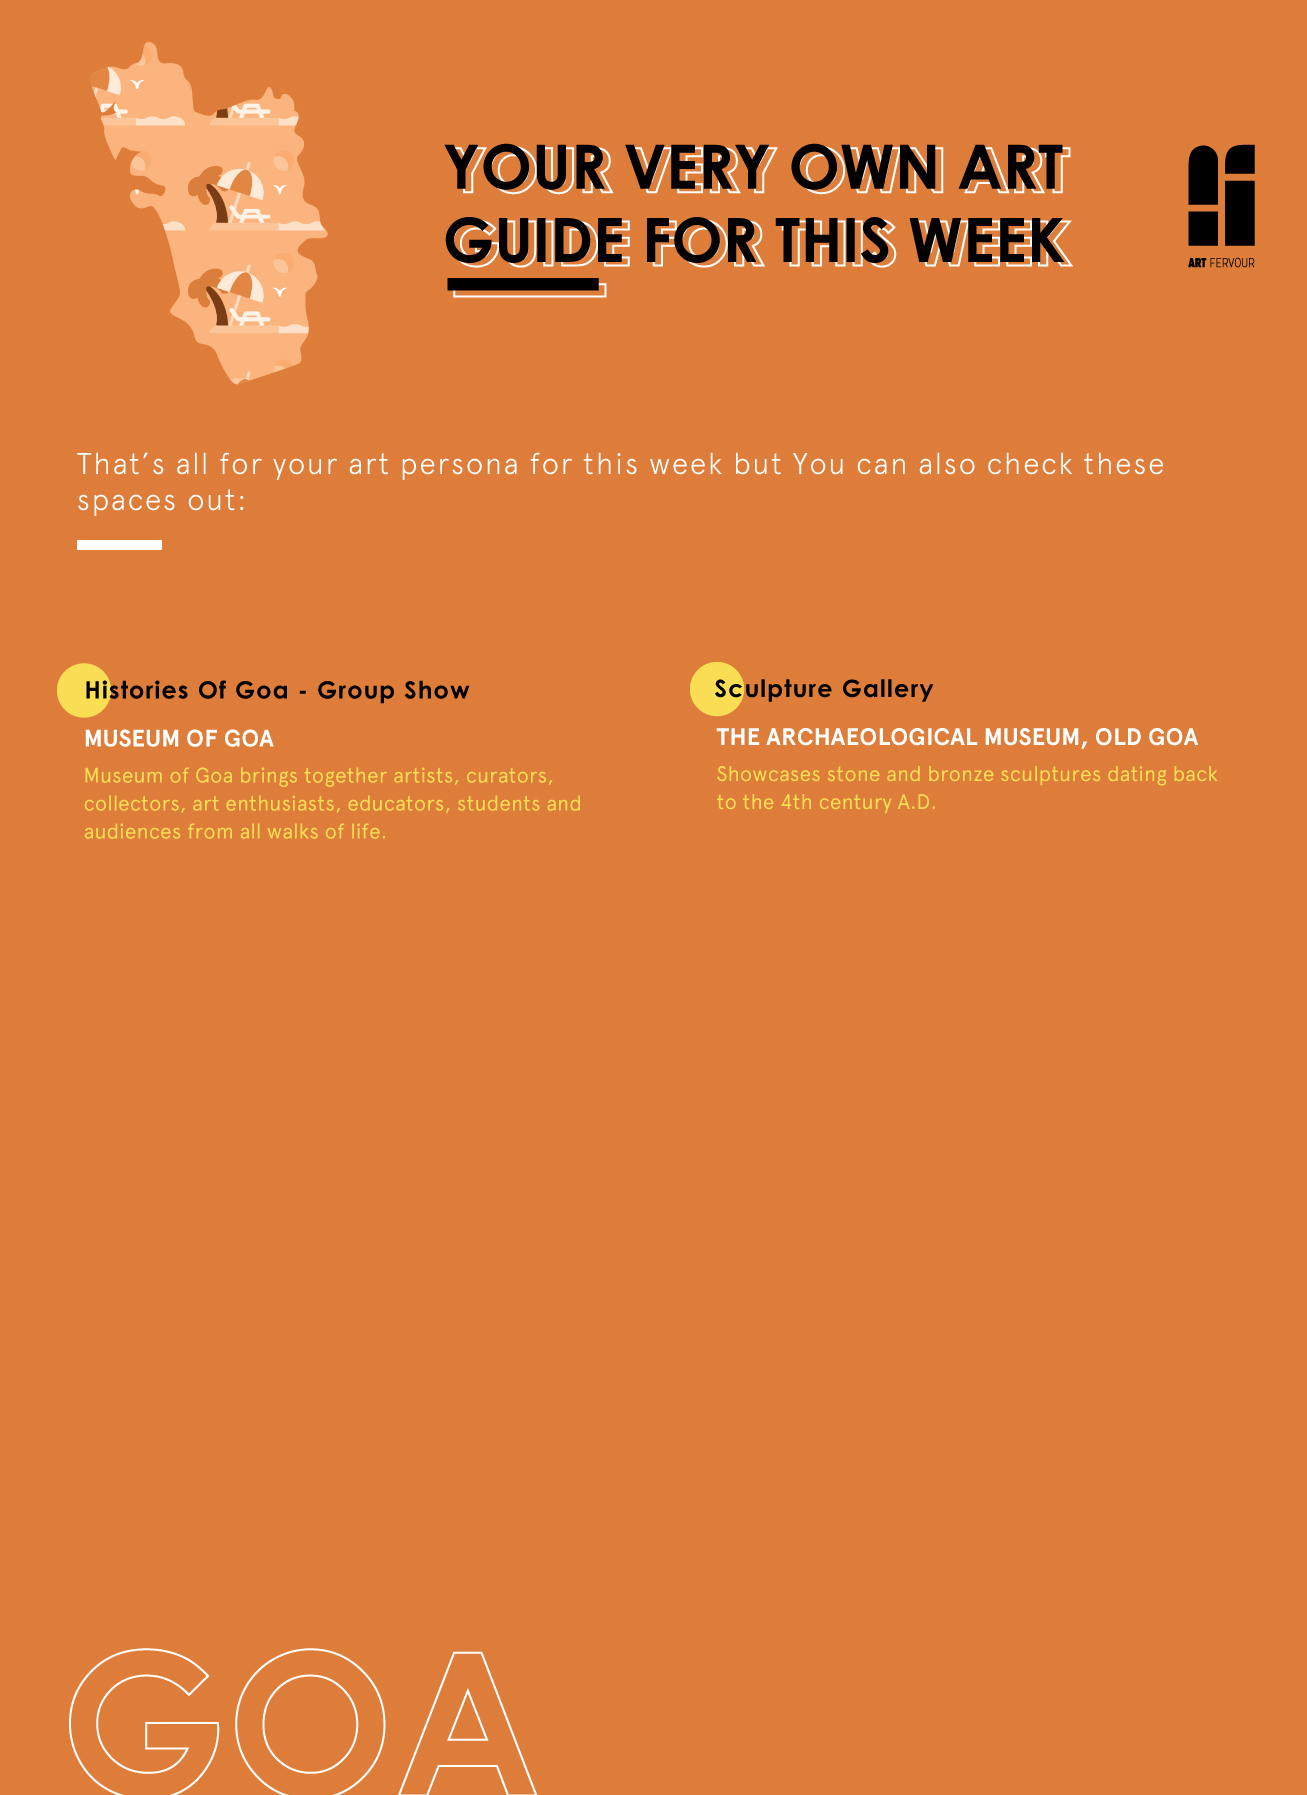 YOUR VERY OWN ART
GUIDE FOR THIS WEEK
ART FERVOUR
That’s all for your art persona for this week but You can also check these
spaces out:
Histories Of Goa - Group Show
MUSEUM OF GOA
Museum of Goa brings together artists, curators,
collectors, art enthusiasts, educators, students and
audiences from all walks of life.
Sculpture Gallery
THE ARCHAEOLOGICAL MUSEUM, OLD GOA
Showcases stone and bronze sculptures dating back
to the 4th century A.D.
GOA